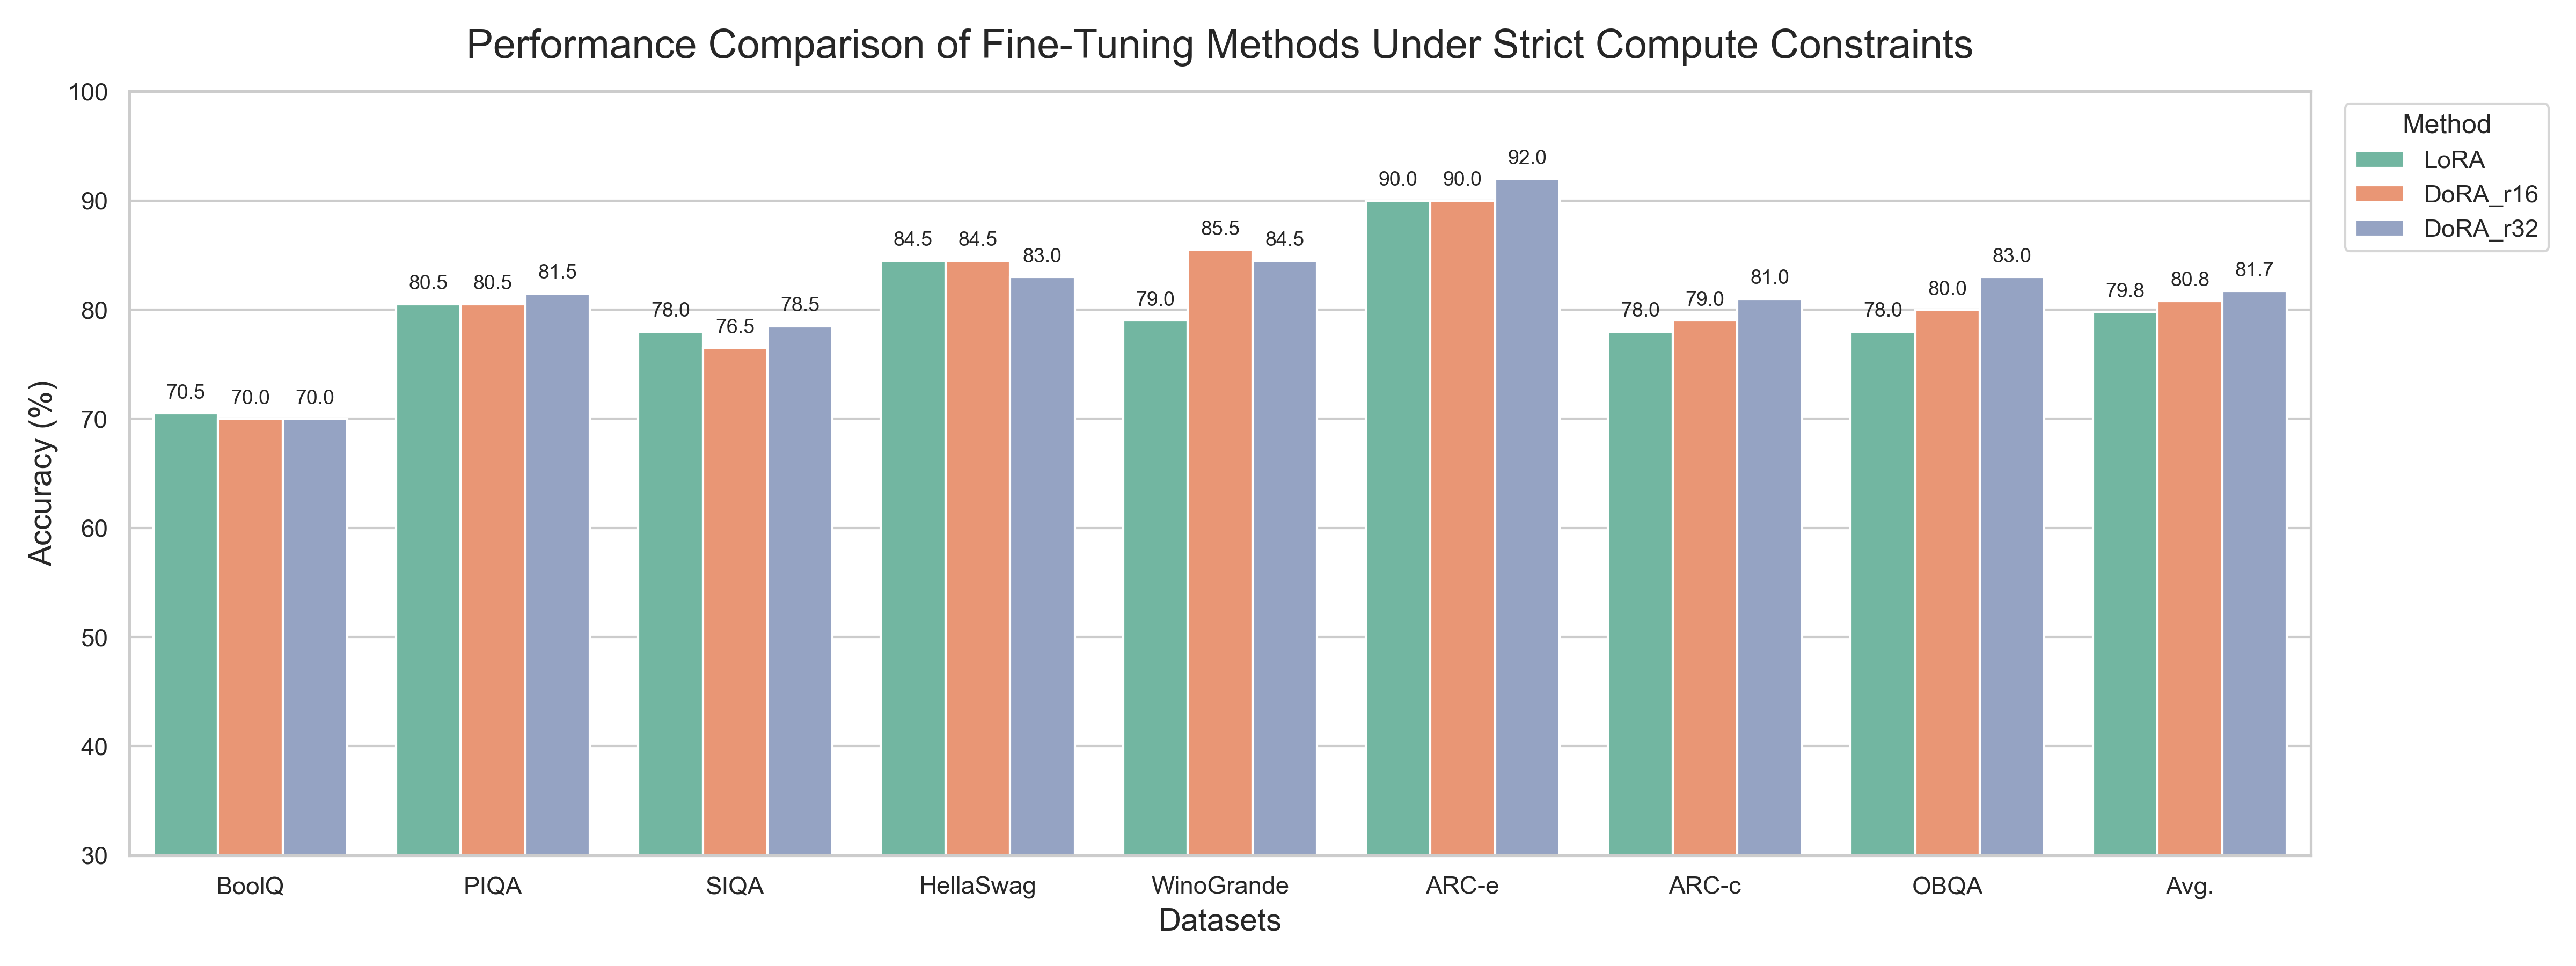 Performance Comparison of Fine-Tuning Methods Under Strict Compute Constraints
Accuracy (%)
100
90
80
70
60
50
40
30
70.5 70.0 70.0
80.5 80.5 81.5
78.0 76.5 78.5
84.5 84.5 83.0
79.0 85.5 84.5
90.0 90.0 92.0
78.0 79.0 81.0
78.0 80.0 83.0
79.8 80.8 81.7
BoolQ PIQA SIQA HellaSwag WinoGrande ARC-e ARC-c OBQA Avg.
Datasets
Method
LoRA
DoRA_r16
DoRA_r32